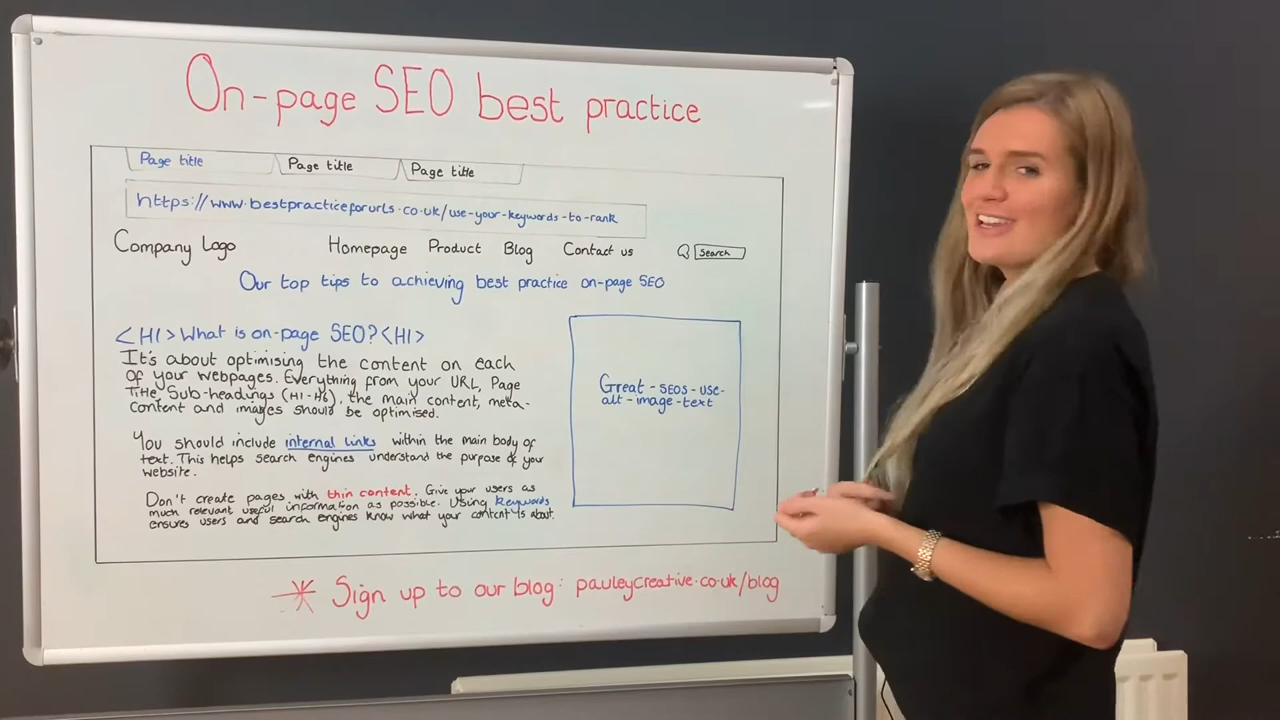 On-page SEO best practice
Page title Page title Page title
https://www.bestpracticeforurls.co.uk/use-your-keywords-to-rank
Company Logo Homepage Product Blog Contact us Search
Our top tips to achieving best practice on-page SEO
<H1>What is on-page SEO?<H1>
It's about optimising the content on each
of your webpages. Everything from your URL, Page
Title, Sub-headings (H1-H6), the main content, meta-
content and images should be optimised.
You should include internal links within the main body of
text. This helps search engines understand the purpose of your
website.
Don't create pages with thin content. Give your users as
much relevant useful information as possible. Using keywords
ensures users and search engines know what your content is about.
Great-SEOS-use-
alt-image-text
* Sign up to our blog: pauleycreative.co.uk/blog